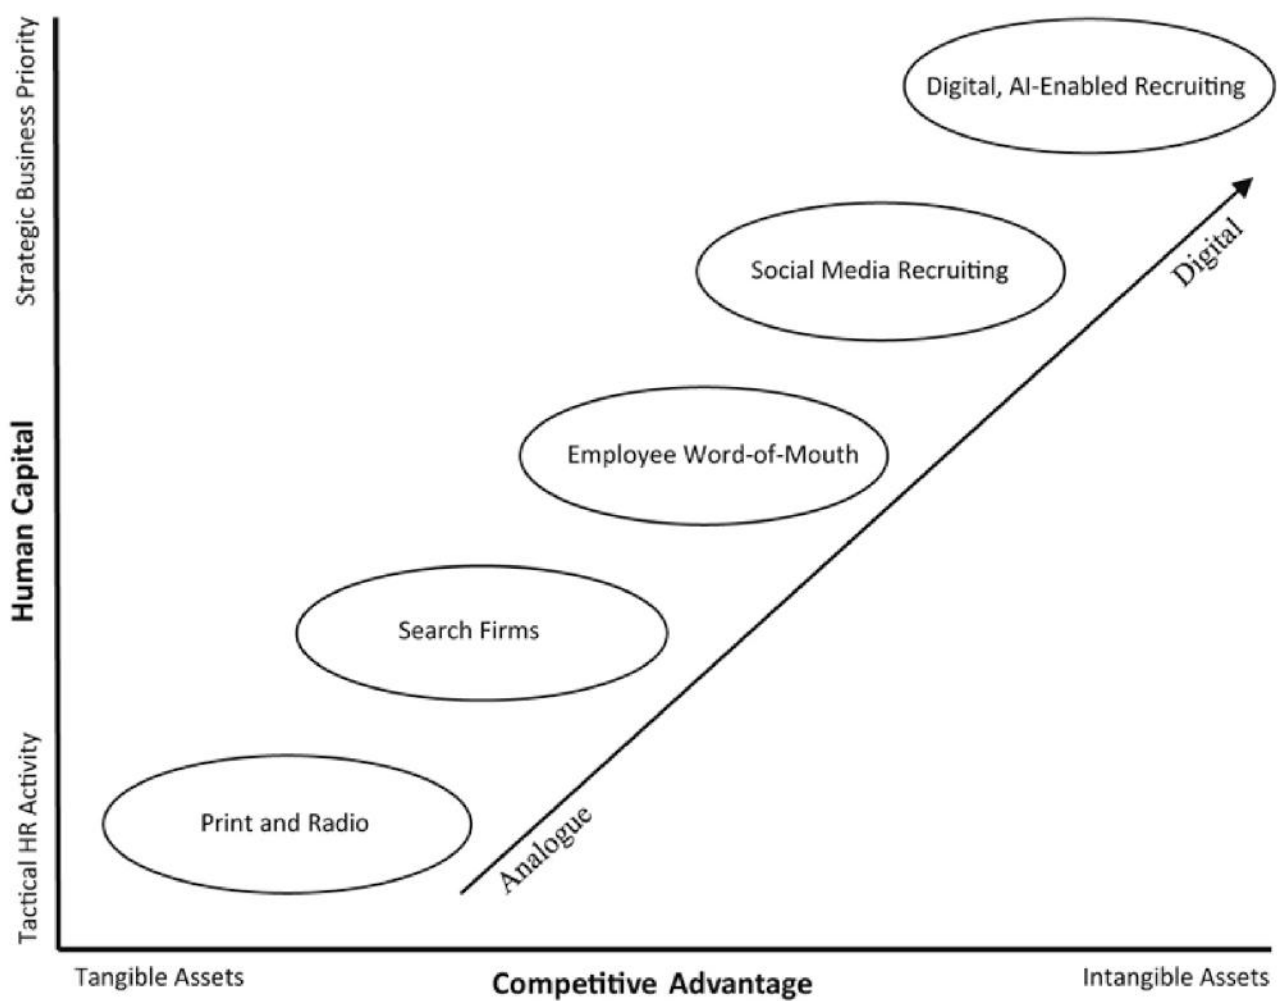 Strategic Business Priority
Human Capital
Tactical HR Activity
Digital, AI-Enabled Recruiting
Social Media Recruiting
Employee Word-of-Mouth
Search Firms
Print and Radio
Digital
Analogue
Tangible Assets
Competitive Advantage
Intangible Assets